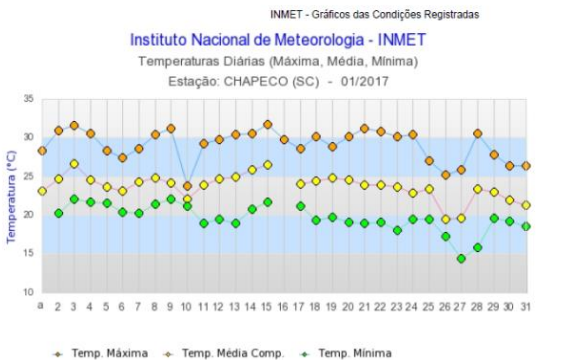 INMET - Gráficos das Condições Registradas
Instituto Nacional de Meteorologia - INMET
Temperaturas Diárias (Máxima, Média, Mínima)
Estação: CHAPECO (SC) - 01/2017
35
30
25
20
15
10
Temperatura (°C)
a 2 3 4 5 6 7 8 9 10 11 12 13 14 15 16 17 18 19 20 21 22 23 24 25 26 27 28 29 30 31
Temp. Máxima Temp. Média Comp. Temp. Mínima